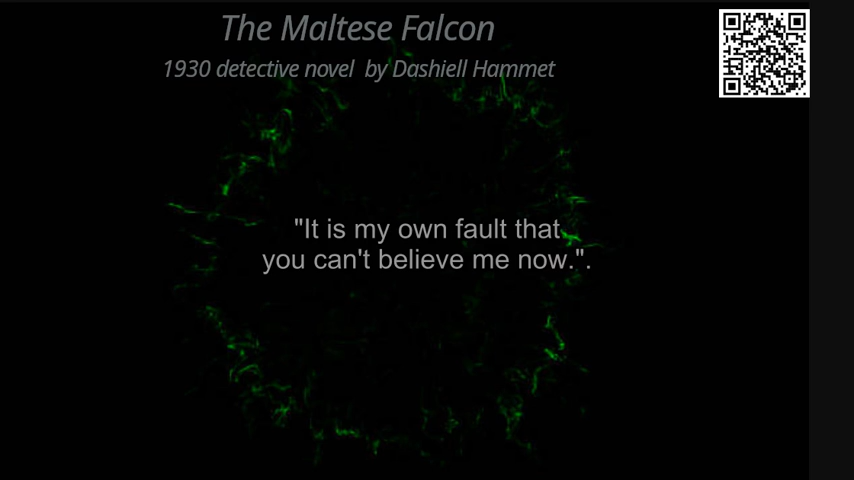 The Maltese Falcon
1930 detective novel  by Dashiell Hammet
"It is my own fault that
you can't believe me now.".